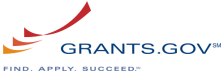 GRANTS.GOV℠
FIND. APPLY. SUCCEED.℠